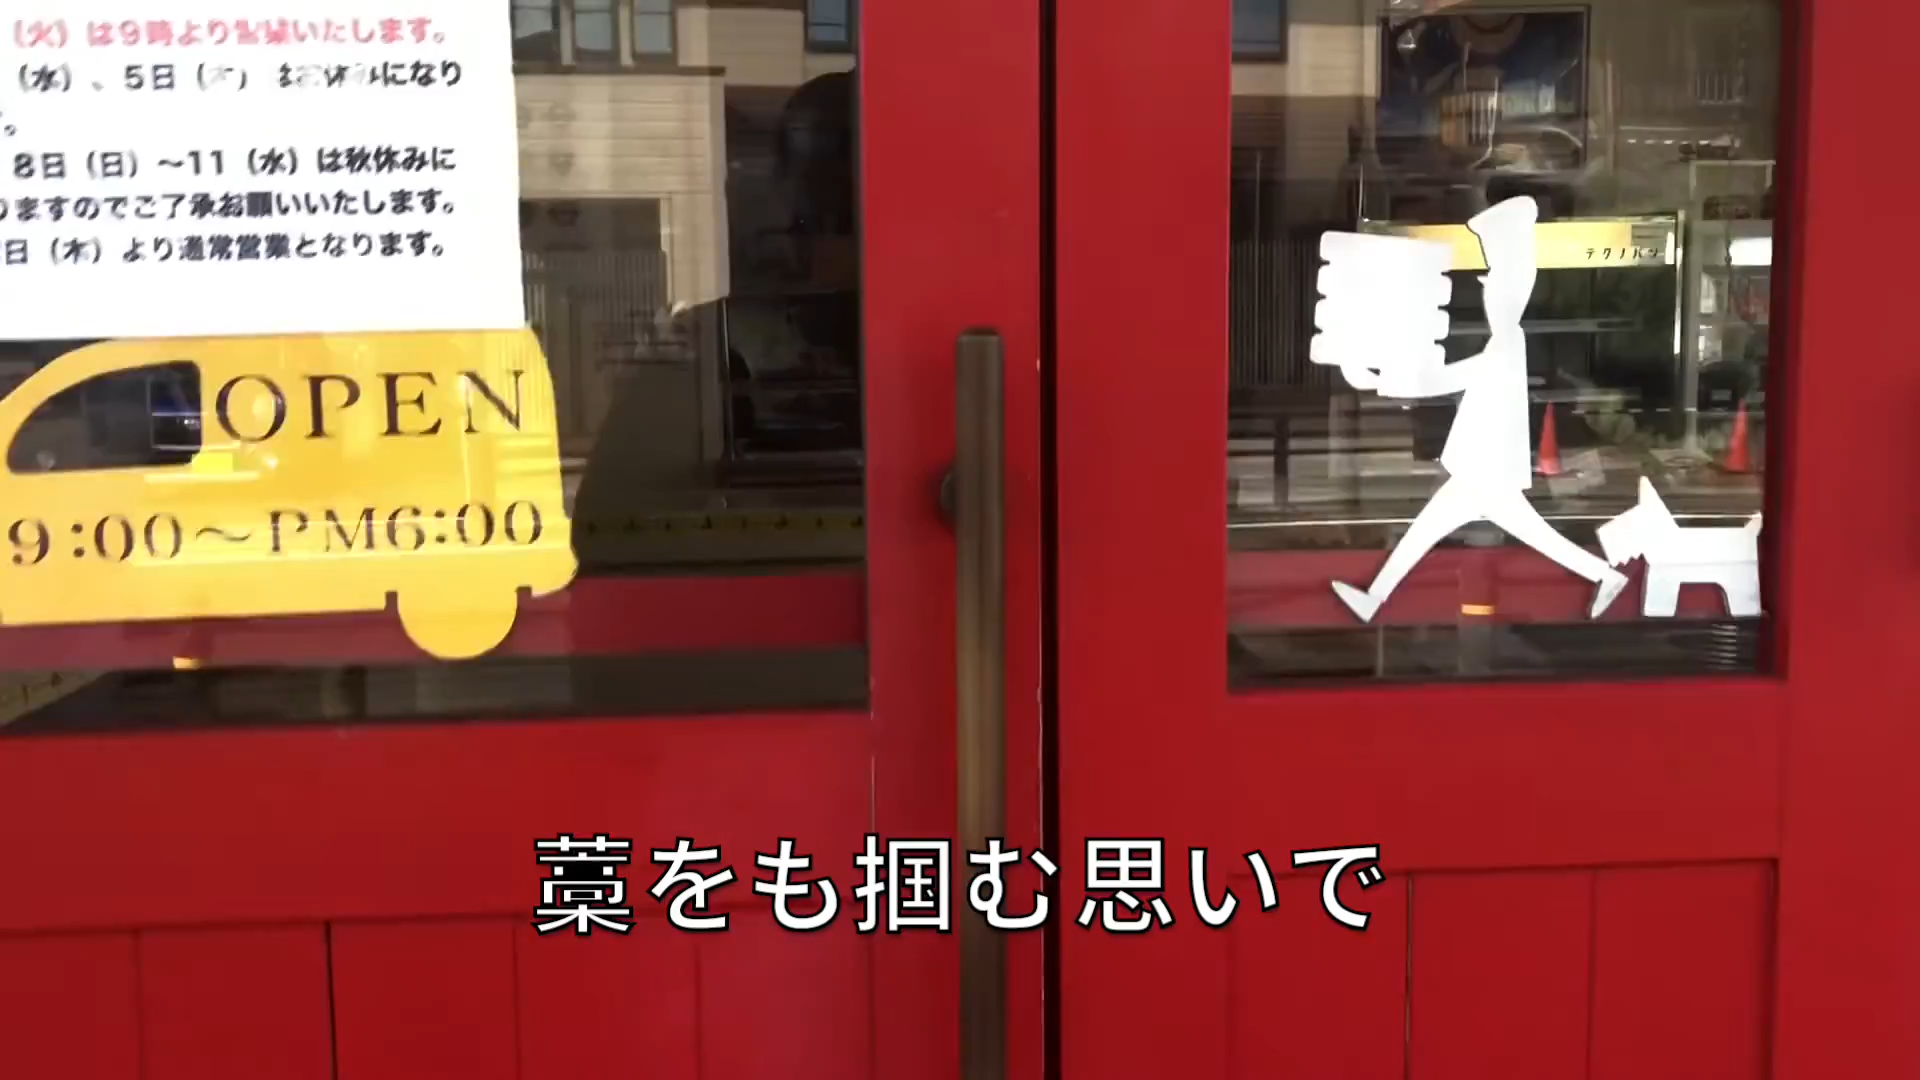 （火）は9時より営業いたします。
（水）、5日（木）はお休みになり
す。
8日（日）～11（水）は秋休みに
りますのでご了承お願いいたします。
日（木）より通常営業となります。
OPEN
9:00～PM6:00
テクノパン
藁をも掴む思いで